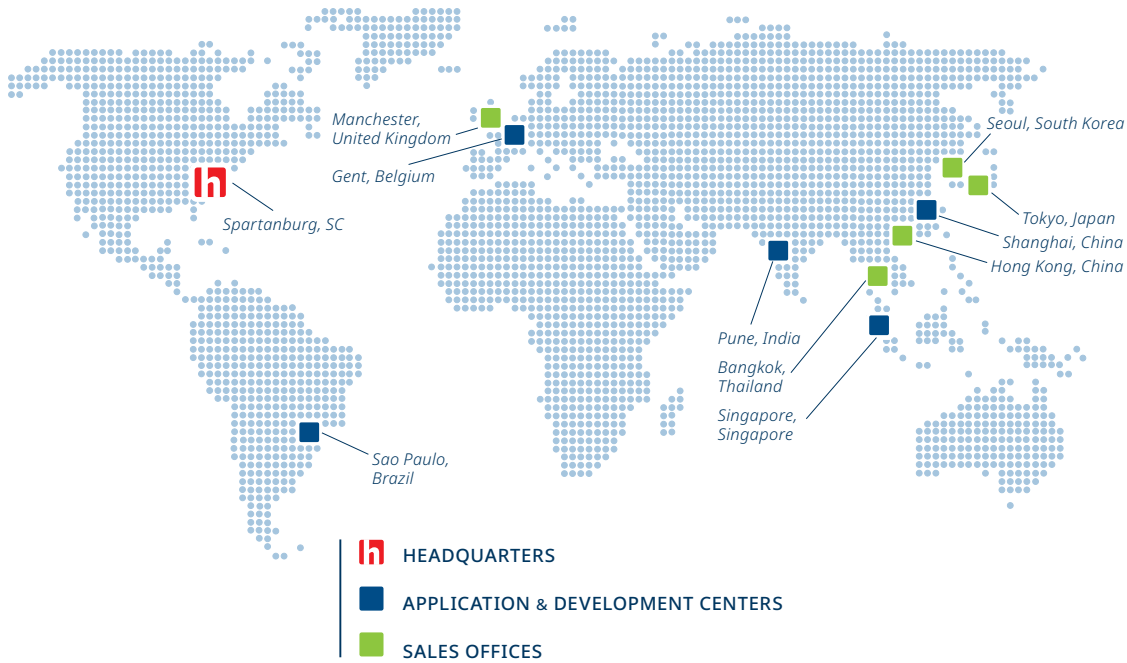 Manchester,
United Kingdom
Gent, Belgium
Spartanburg, SC
Seoul, South Korea
Tokyo, Japan
Shanghai, China
Hong Kong, China
Pune, India
Bangkok,
Thailand
Singapore,
Singapore
Sao Paulo,
Brazil
h HEADQUARTERS
APPLICATION & DEVELOPMENT CENTERS
SALES OFFICES